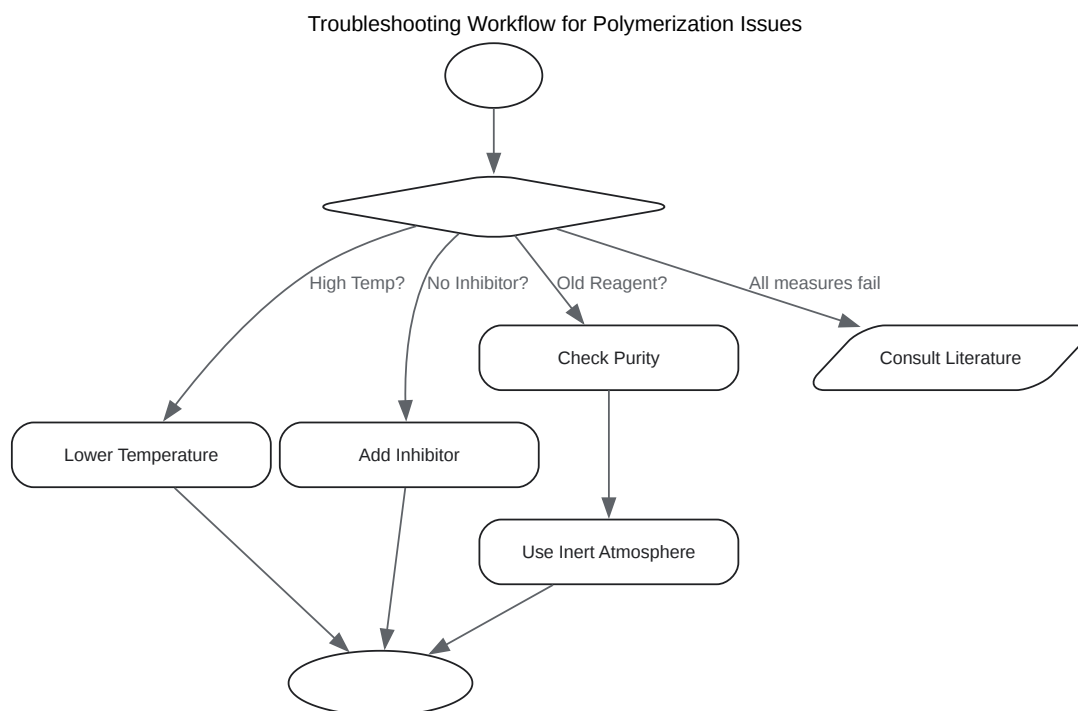 Troubleshooting Workflow for Polymerization Issues
High Temp?
No Inhibitor?
Old Reagent?
All measures fail
Check Purity
Consult Literature
Lower Temperature
Add Inhibitor
Use Inert Atmosphere